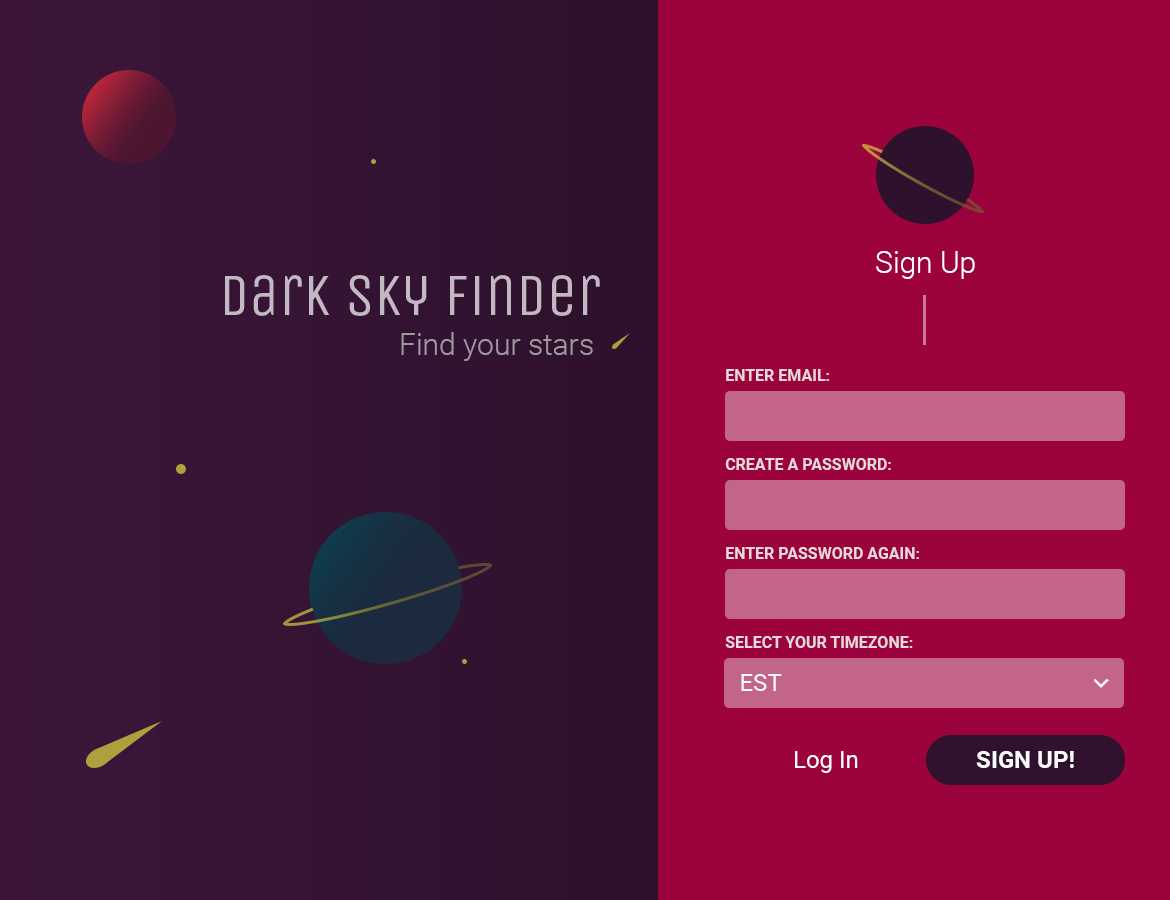 Dark Sky Finder
Find your stars
Sign Up
ENTER EMAIL:
CREATE A PASSWORD:
ENTER PASSWORD AGAIN:
SELECT YOUR TIMEZONE:
EST
Log In
SIGN UP!